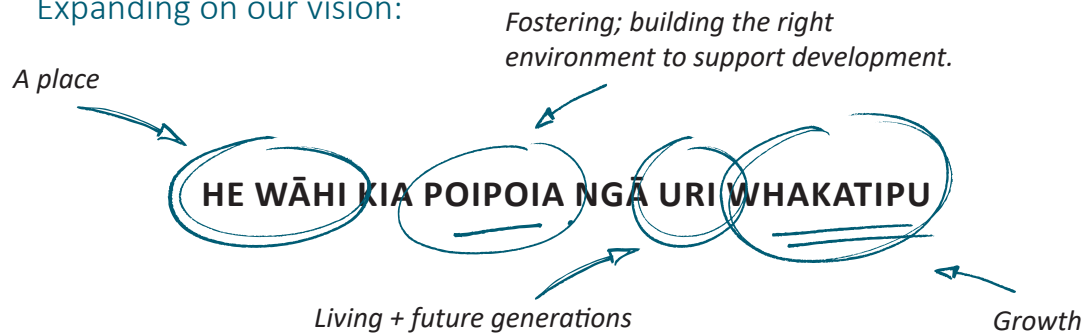 Expanding on our vision:
Fostering; building the right
environment to support development.
A place
HE WĀHI KIA POIPOIA NGĀ URI WHAKATIPU
Living + future generations
Growth